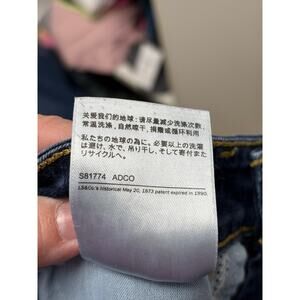 关爱我们的地球: 请尽量减少洗涤次数,
常温洗涤, 自然晾干, 捐赠或循环利用
私たちの地球の為に。必要以上の洗濯
は避け、水で、吊り干し、そして寄付または
リサイクルへ。
S81774 ADCO
LS&Co.'s historical May 20, 1873 patent expired in 1890.